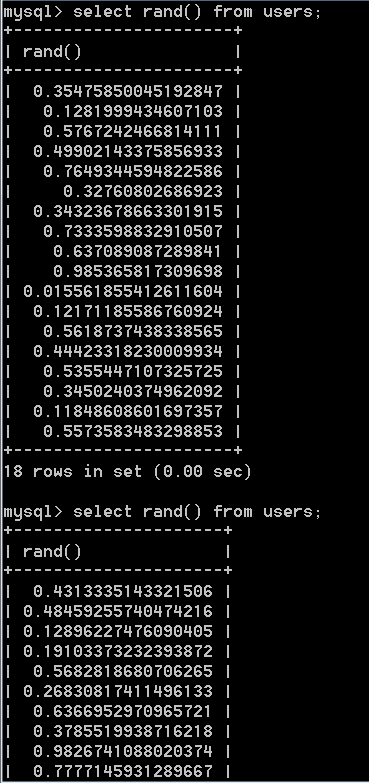 mysql> select rand() from users;
+----------------------+
| rand()               |
+----------------------+
|  0.35475850045192847 |
|   0.1281999434607103 |
|   0.5767242466814111 |
|  0.49902143375856933 |
|   0.7649344594822586 |
|     0.32760802686923 |
|  0.34323678663301915 |
|   0.7333598832910507 |
|    0.637089087289841 |
|    0.985365817309698 |
| 0.015561855412611604 |
|  0.12171185586760924 |
|   0.5618737438338565 |
|  0.44423318230009934 |
|   0.5355447107325725 |
|   0.3450240374962092 |
|  0.11848608601697357 |
|   0.5573583483298853 |
+----------------------+
18 rows in set (0.00 sec)
mysql> select rand() from users;
+---------------------+
| rand()              |
+---------------------+
|  0.4313335143321506 |
| 0.48459255740474216 |
| 0.12896227476090405 |
| 0.19103373232393872 |
|  0.5682818680706265 |
| 0.26830817411496133 |
|  0.6366952970965721 |
|  0.3785519938716218 |
|  0.9826741088020374 |
|  0.7777145931289667 |